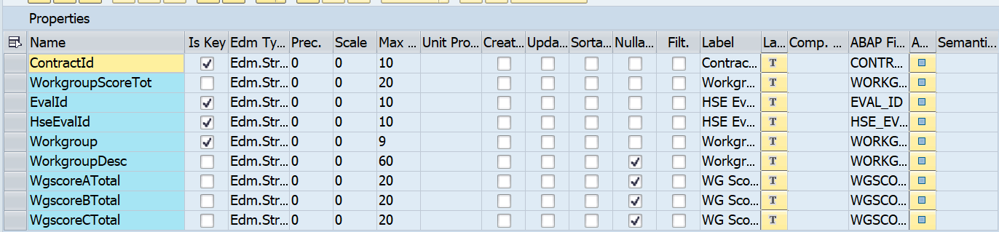 Properties
Name Is Key Edm Ty... Prec. Scale Max ... Unit Pro... Creat... Upda... Sorta... Nulla... Filt. Label La... Comp. ... ABAP Fi... A... Semanti...
ContractId Edm.Str... 0 0 10 Contrac... T CONTR...
WorkgroupScoreTot Edm.Str... 0 0 20 Workgr... T WORKG...
EvalId Edm.Str... 0 0 10 HSE Ev... T EVAL_ID
HseEvalId Edm.Str... 0 0 10 HSE Ev... T HSE_EV...
Workgroup Edm.Str... 0 0 9 Workgr... T WORKG...
WorkgroupDesc Edm.Str... 0 0 60 Workgr... T WORKG...
WgscoreATotal Edm.Str... 0 0 20 WG Sco... T WGSCO...
WgscoreBTotal Edm.Str... 0 0 20 WG Sco... T WGSCO...
WgscoreCTotal Edm.Str... 0 0 20 WG Sco... T WGSCO...